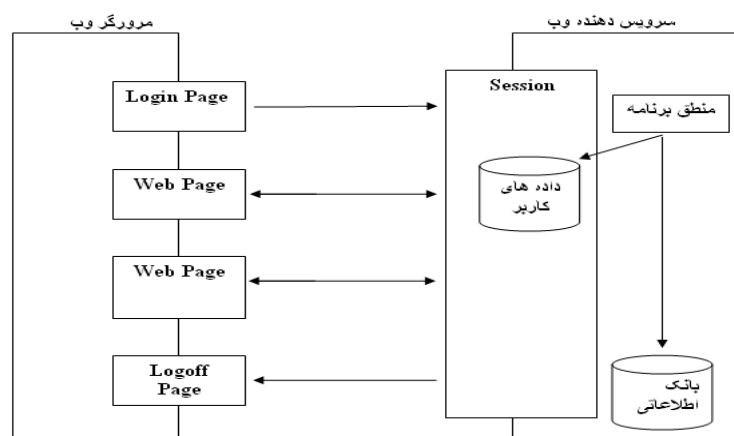 مرورگر وب
سرویس دهنده وب
Login Page
Session
منطق برنامه
Web Page
داده های
کاربر
Web Page
Logoff
Page
بانک
اطلاعاتی